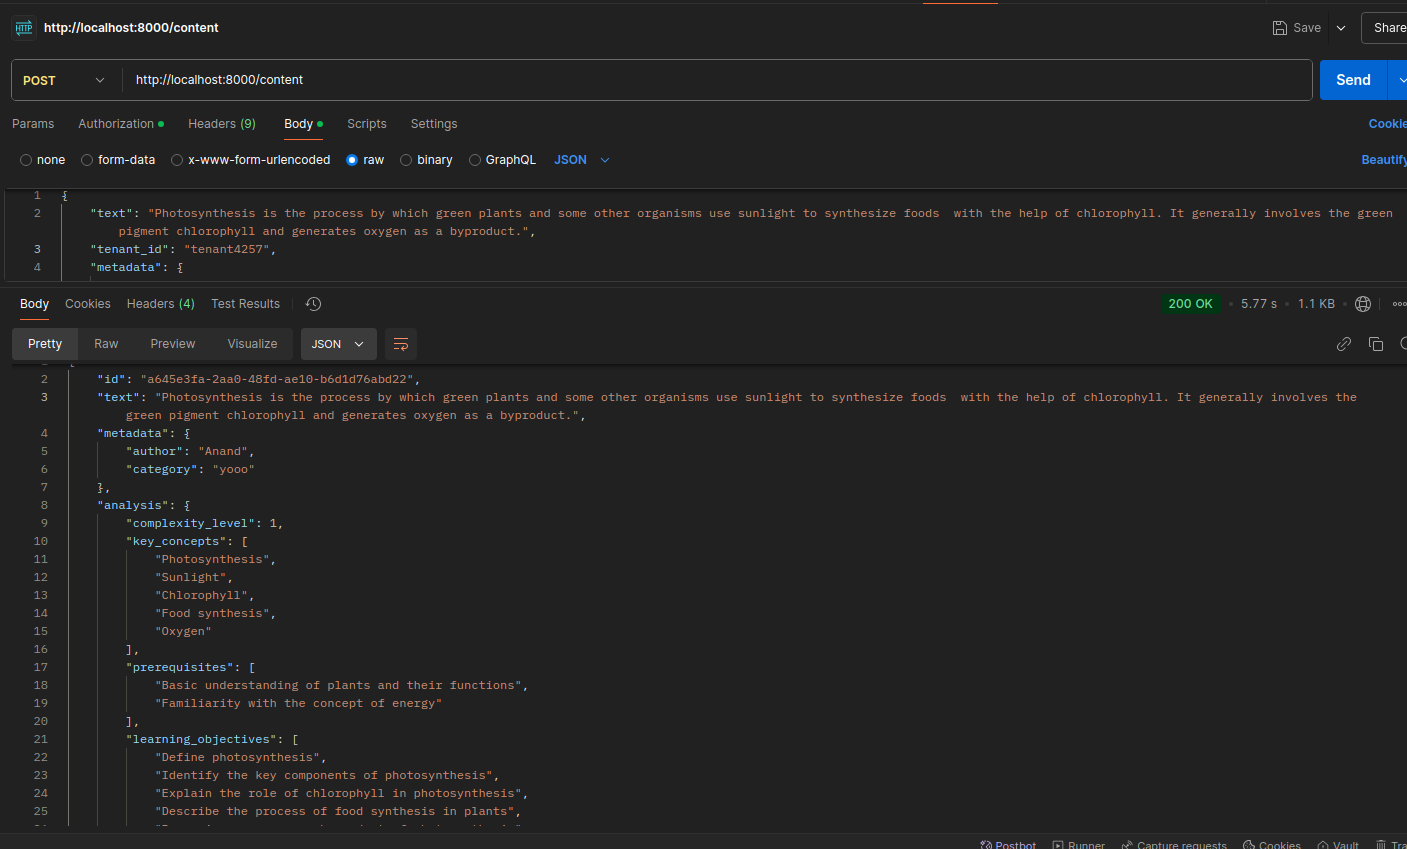 HTTP http://localhost:8000/content Save Share
POST http://localhost:8000/content Send
Params Authorization Headers (9) Body Scripts Settings Cookie
none form-data x-www-form-urlencoded raw binary GraphQL JSON Beautify
1 {
2 "text": "Photosynthesis is the process by which green plants and some other organisms use sunlight to synthesize foods  with the help of chlorophyll. It generally involves the green
pigment chlorophyll and generates oxygen as a byproduct.",
3 "tenant_id": "tenant4257",
4 "metadata": {
Body Cookies Headers (4) Test Results 200 OK • 5.77 s • 1.1 KB •
Pretty Raw Preview Visualize JSON
2 "id": "a645e3fa-2aa0-48fd-ae10-b6d1d76abd22",
3 "text": "Photosynthesis is the process by which green plants and some other organisms use sunlight to synthesize foods  with the help of chlorophyll. It generally involves the
green pigment chlorophyll and generates oxygen as a byproduct.",
4 "metadata": {
5 "author": "Anand",
6 "category": "yooo"
7 },
8 "analysis": {
9 "complexity_level": 1,
10 "key_concepts": [
11 "Photosynthesis",
12 "Sunlight",
13 "Chlorophyll",
14 "Food synthesis",
15 "Oxygen"
16 ],
17 "prerequisites": [
18 "Basic understanding of plants and their functions",
19 "Familiarity with the concept of energy"
20 ],
21 "learning_objectives": [
22 "Define photosynthesis",
23 "Identify the key components of photosynthesis",
24 "Explain the role of chlorophyll in photosynthesis",
25 "Describe the process of food synthesis in plants",
Postbot Runner Capture requests Cookies Vault Tra